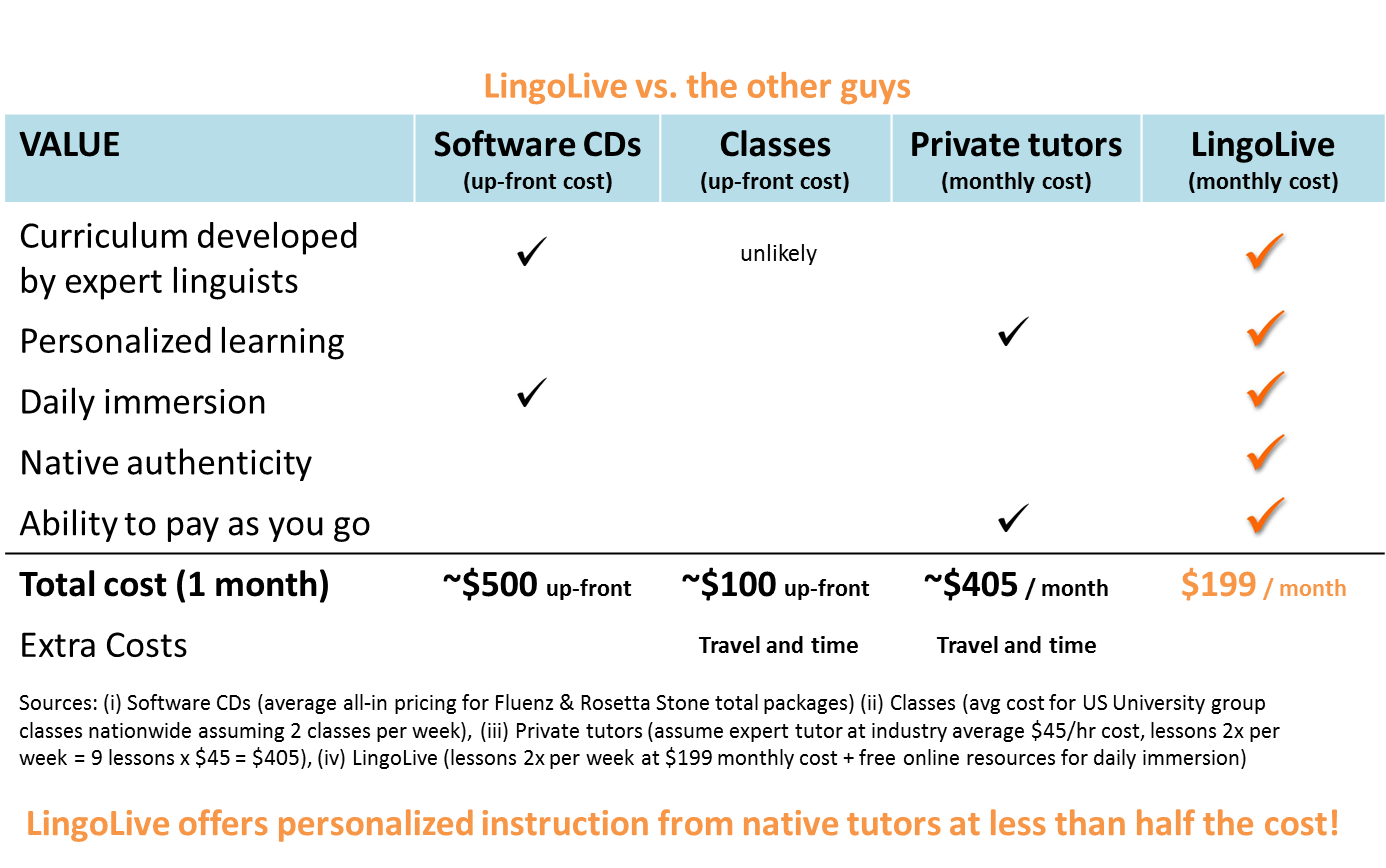 LingoLive vs. the other guys
VALUE Software CDs Classes Private tutors LingoLive
(up-front cost) (up-front cost) (monthly cost) (monthly cost)
Curriculum developed
by expert linguists ✓ unlikely ✓
Personalized learning ✓ ✓
Daily immersion ✓ ✓
Native authenticity ✓
Ability to pay as you go ✓ ✓
Total cost (1 month) ~$500 up-front ~$100 up-front ~$405 / month $199 / month
Extra Costs Travel and time Travel and time
Sources: (i) Software CDs (average all-in pricing for Fluenz & Rosetta Stone total packages) (ii) Classes (avg cost for US University group
classes nationwide assuming 2 classes per week), (iii) Private tutors (assume expert tutor at industry average $45/hr cost, lessons 2x per
week = 9 lessons x $45 = $405), (iv) LingoLive (lessons 2x per week at $199 monthly cost + free online resources for daily immersion)
LingoLive offers personalized instruction from native tutors at less than half the cost!